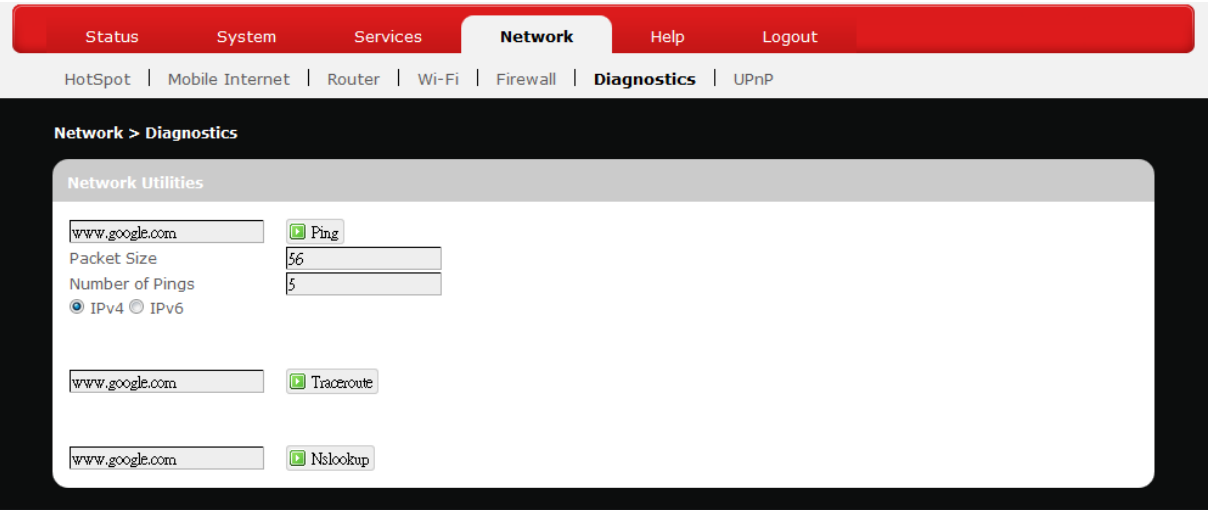 Status System Services Network Help Logout
HotSpot Mobile Internet Router Wi-Fi Firewall Diagnostics UPnP
Network > Diagnostics
Network Utilities
www.google.com Ping
Packet Size 56
Number of Pings 5
IPv4 IPv6
www.google.com Traceroute
www.google.com Nslookup